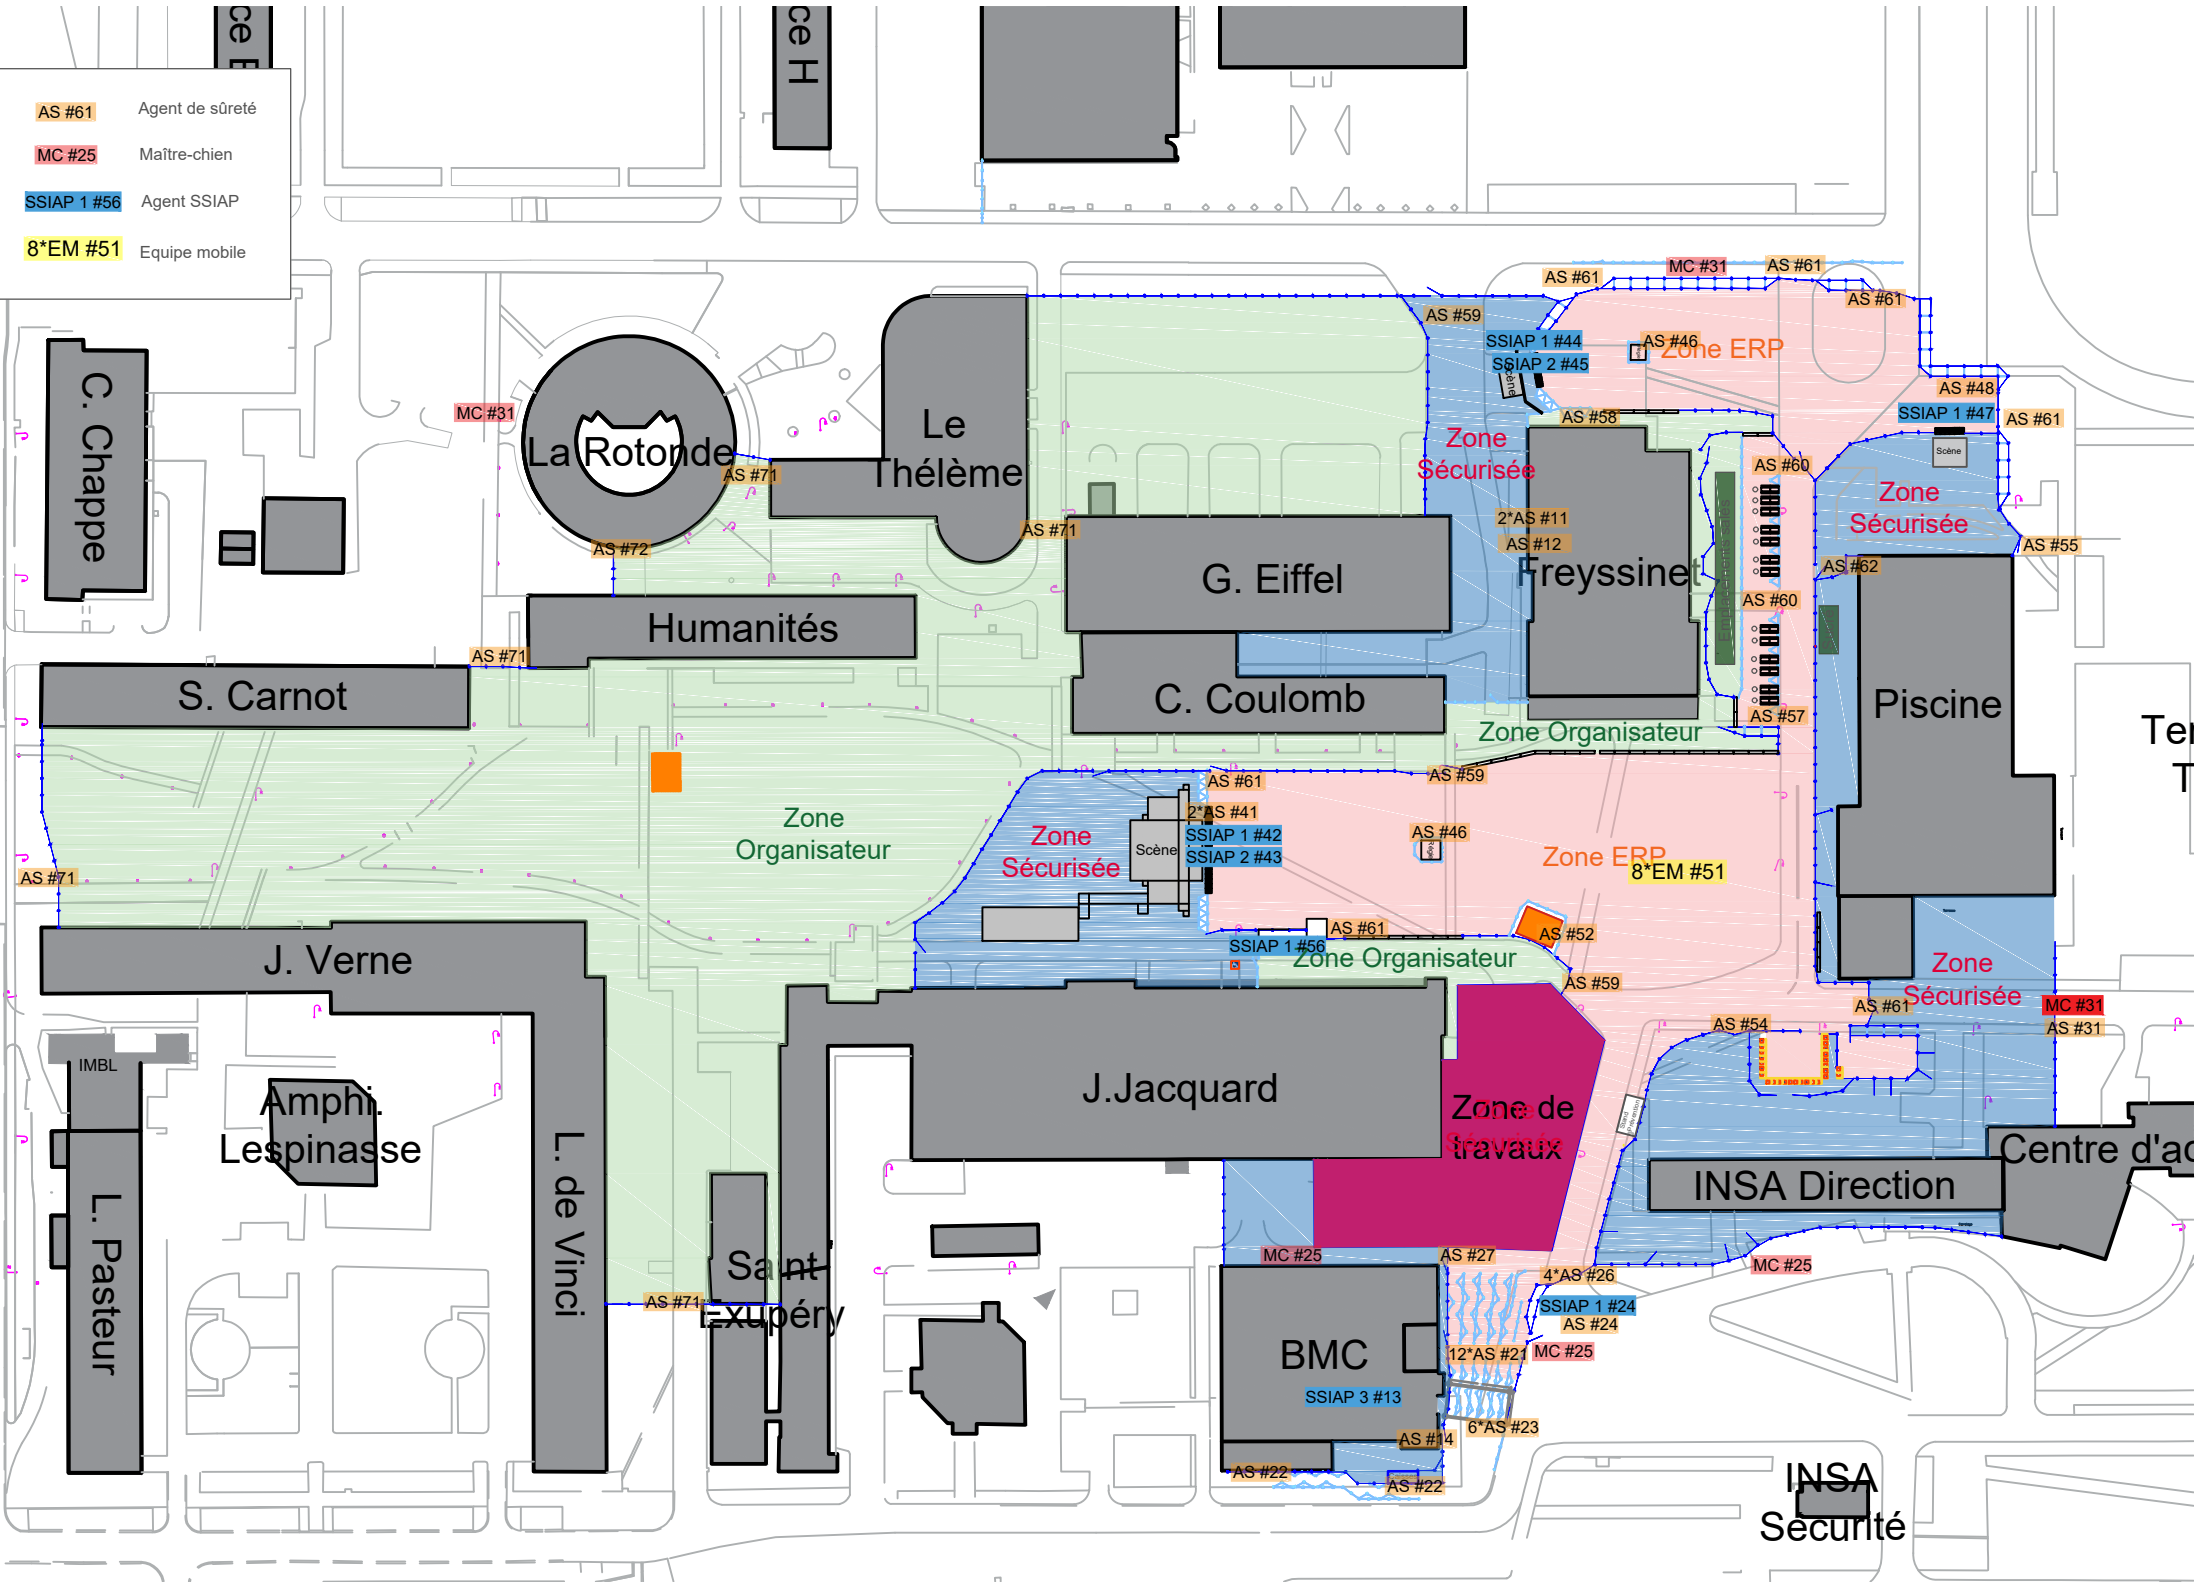 ce E
ce H
AS #61 Agent de sûreté
MC #25 Maître-chien
SSIAP 1 #56 Agent SSIAP
8*EM #51 Equipe mobile
AS #61
MC #31
AS #61
AS #61
AS #59
SSIAP 1 #44
SSIAP 2 #45
AS #46
Zone ERP
Scène
AS #48
SSIAP 1 #47
AS #61
AS #58
MC #31
C. Chappe
La Rotonde
Le
Thélème
AS #71
Zone
Sécurisée
AS #60
Scène
Zone
Sécurisée
2*AS #11
AS #12
AS #71
AS #72
AS #55
AS #62
G. Eiffel
Freyssinet
AS #60
Humanités
AS #71
S. Carnot
C. Coulomb
Piscine
AS #57
Zone Organisateur
Ter
T
AS #59
AS #61
2*AS #41
SSIAP 1 #42
SSIAP 2 #43
Scène
Zone
Organisateur
Zone
Sécurisée
AS #46
Régie
Zone ERP
8*EM #51
AS #71
AS #61
AS #52
SSIAP 1 #56
Zone Organisateur
J. Verne
AS #59
Zone
Sécurisée
AS #61
MC #31
AS #31
AS #54
IMBL
Amphi.
Lespinasse
J.Jacquard
Zone de
travaux
Zone
Sécurisée
Centre d'ac
INSA Direction
L. Pasteur
L. de Vinci
Saint
Exupéry
AS #71
MC #25
AS #27
4*AS #26
MC #25
SSIAP 1 #24
AS #24
BMC
12*AS #21
MC #25
SSIAP 3 #13
6*AS #23
AS #14
AS #22
AS #22
INSA
Sécurité